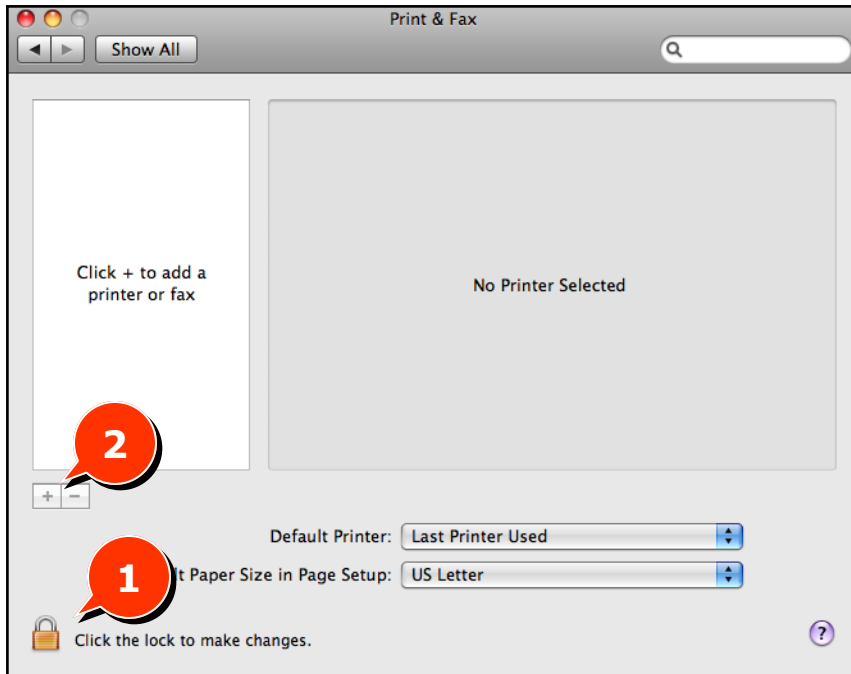 Print & Fax
Show All
Click + to add a
printer or fax
No Printer Selected
2
+ −
Default Printer: Last Printer Used
1
Paper Size in Page Setup: US Letter
Click the lock to make changes.
?